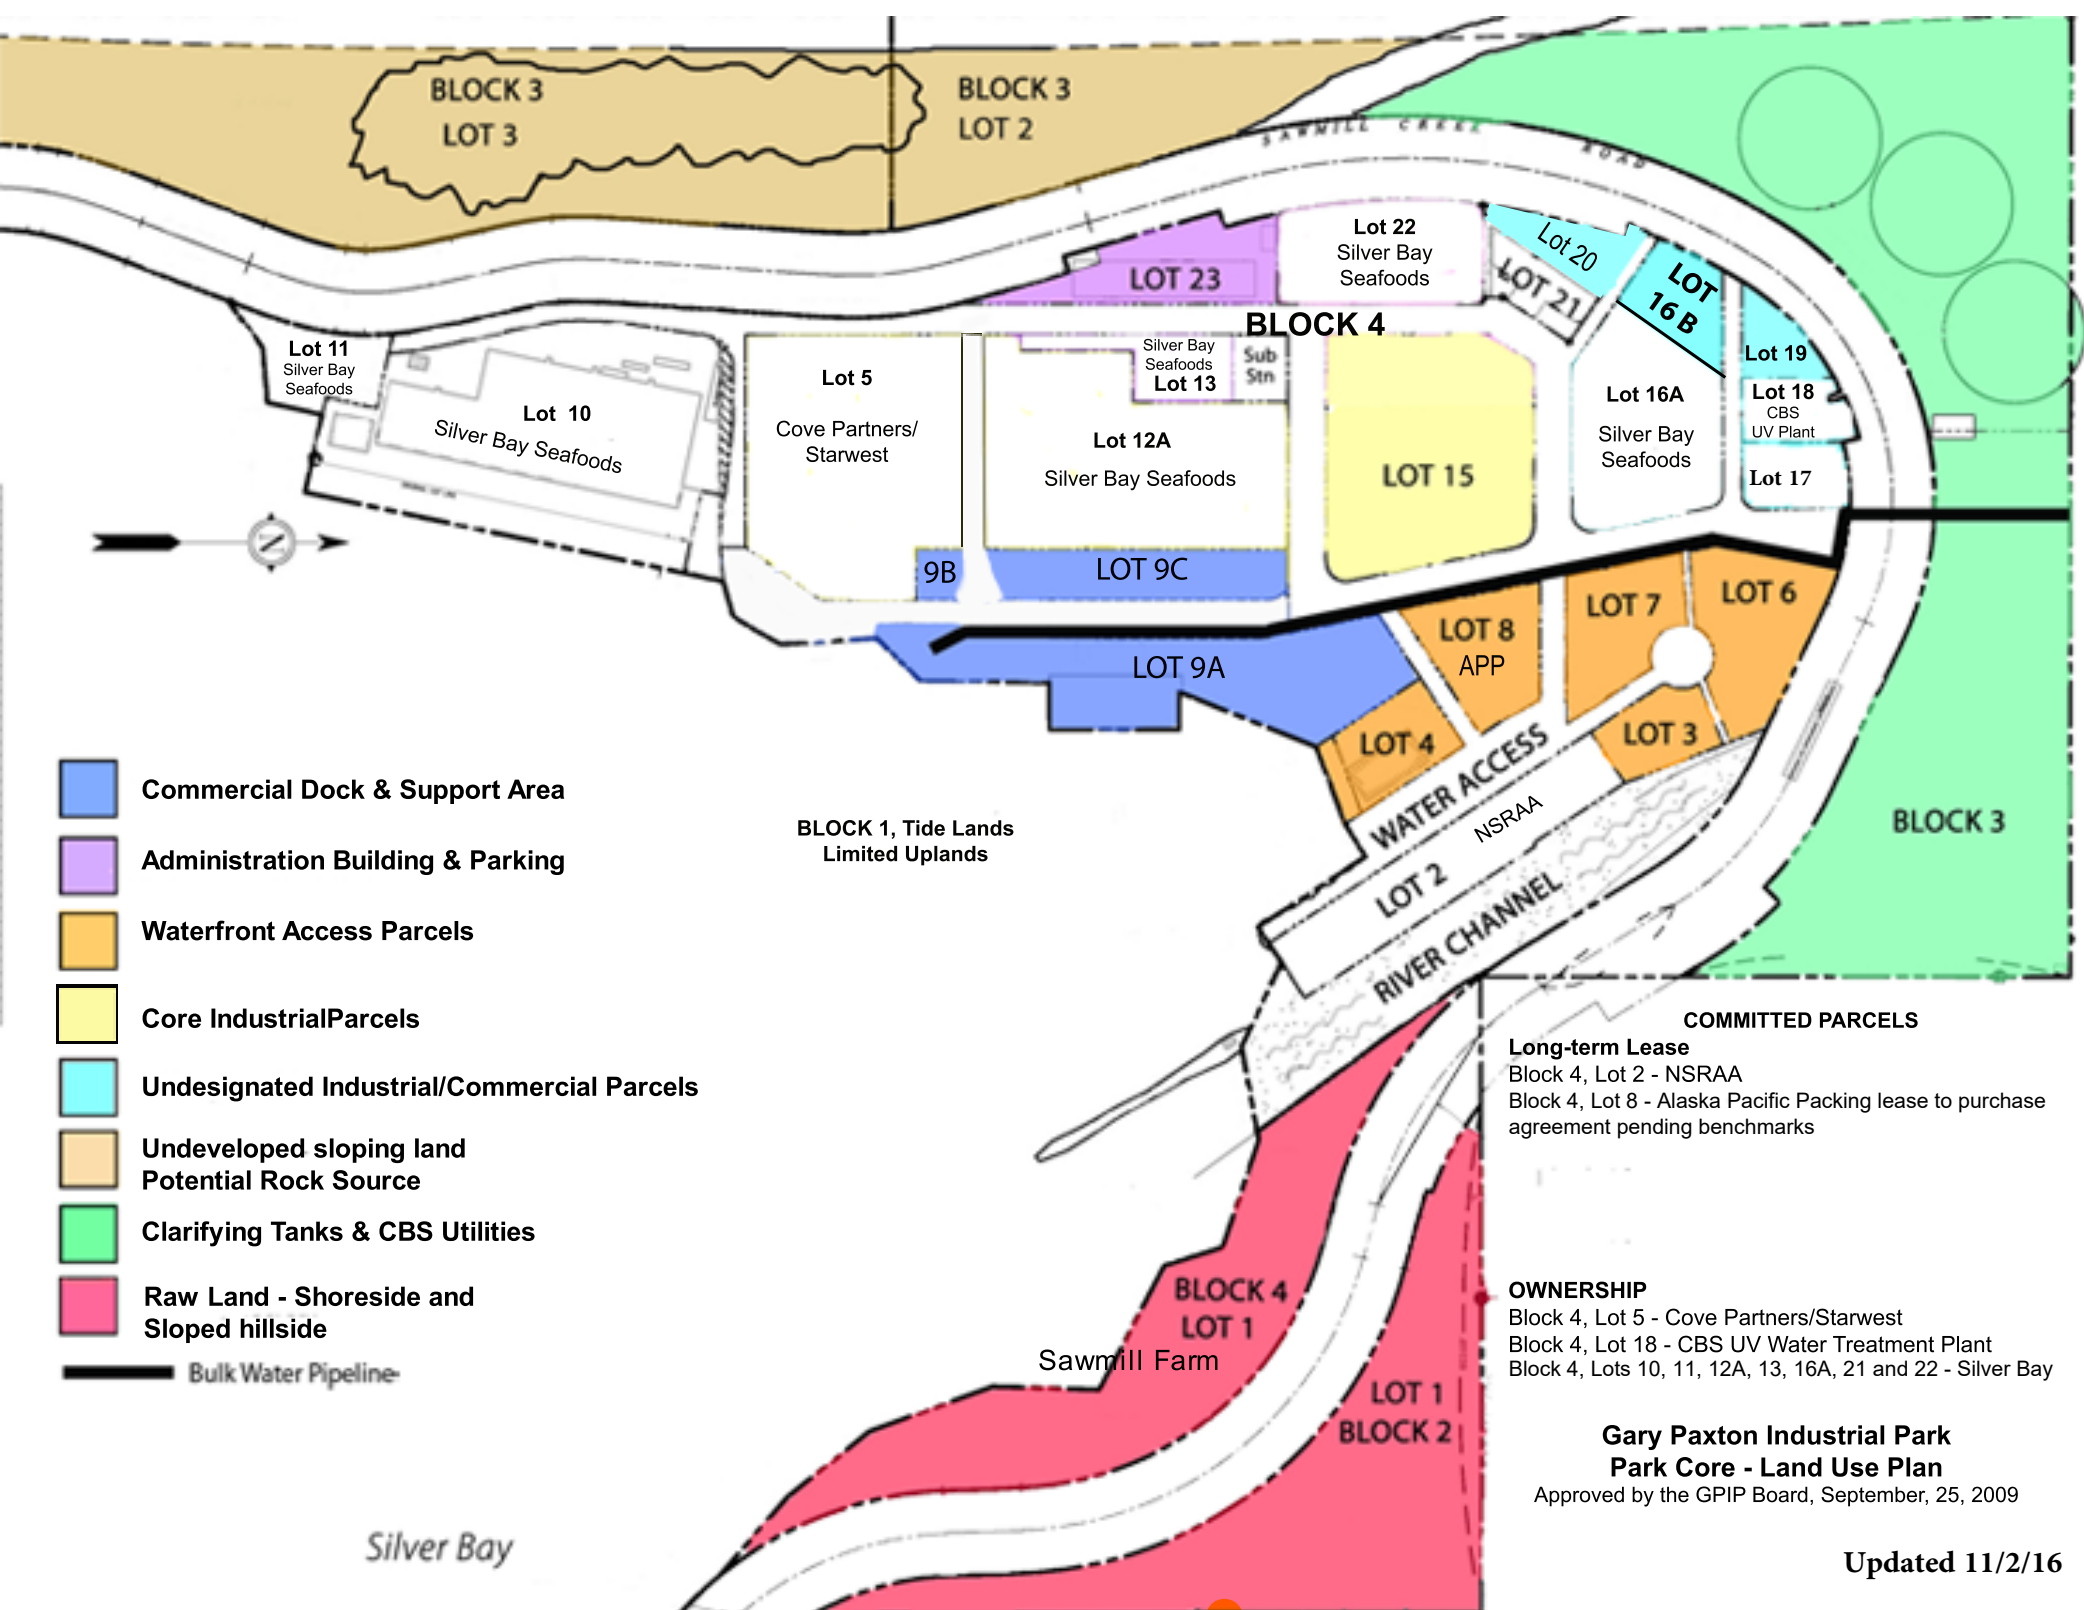 BLOCK 3
LOT 3
BLOCK 3
LOT 2
SAWMILL CREEK ROAD
Lot 22
Silver Bay
Seafoods
Lot 20
LOT 21
LOT
16 B
LOT 23
BLOCK 4
Lot 11
Silver Bay
Seafoods
Lot 10
Silver Bay Seafoods
Lot 5
Cove Partners/
Starwest
Silver Bay
Seafoods
Lot 13
Sub
Stn
Lot 12A
Silver Bay Seafoods
LOT 15
Lot 16A
Silver Bay
Seafoods
Lot 19
Lot 18
CBS
UV Plant
Lot 17
N
9B
LOT 9C
LOT 9A
LOT 8
APP
LOT 7
LOT 6
LOT 4
LOT 3
WATER ACCESS
NSRAA
LOT 2
RIVER CHANNEL
BLOCK 3
BLOCK 1, Tide Lands
Limited Uplands
Commercial Dock & Support Area
Administration Building & Parking
Waterfront Access Parcels
Core IndustrialParcels
Undesignated Industrial/Commercial Parcels
Undeveloped sloping land
Potential Rock Source
Clarifying Tanks & CBS Utilities
Raw Land - Shoreside and
Sloped hillside
Bulk Water Pipeline
BLOCK 4
LOT 1
Sawmill Farm
LOT 1
BLOCK 2
Silver Bay
COMMITTED PARCELS
Long-term Lease
Block 4, Lot 2 - NSRAA
Block 4, Lot 8 - Alaska Pacific Packing lease to purchase
agreement pending benchmarks
OWNERSHIP
Block 4, Lot 5 - Cove Partners/Starwest
Block 4, Lot 18 - CBS UV Water Treatment Plant
Block 4, Lots 10, 11, 12A, 13, 16A, 21 and 22 - Silver Bay
Gary Paxton Industrial Park
Park Core - Land Use Plan
Approved by the GPIP Board, September, 25, 2009
Updated 11/2/16